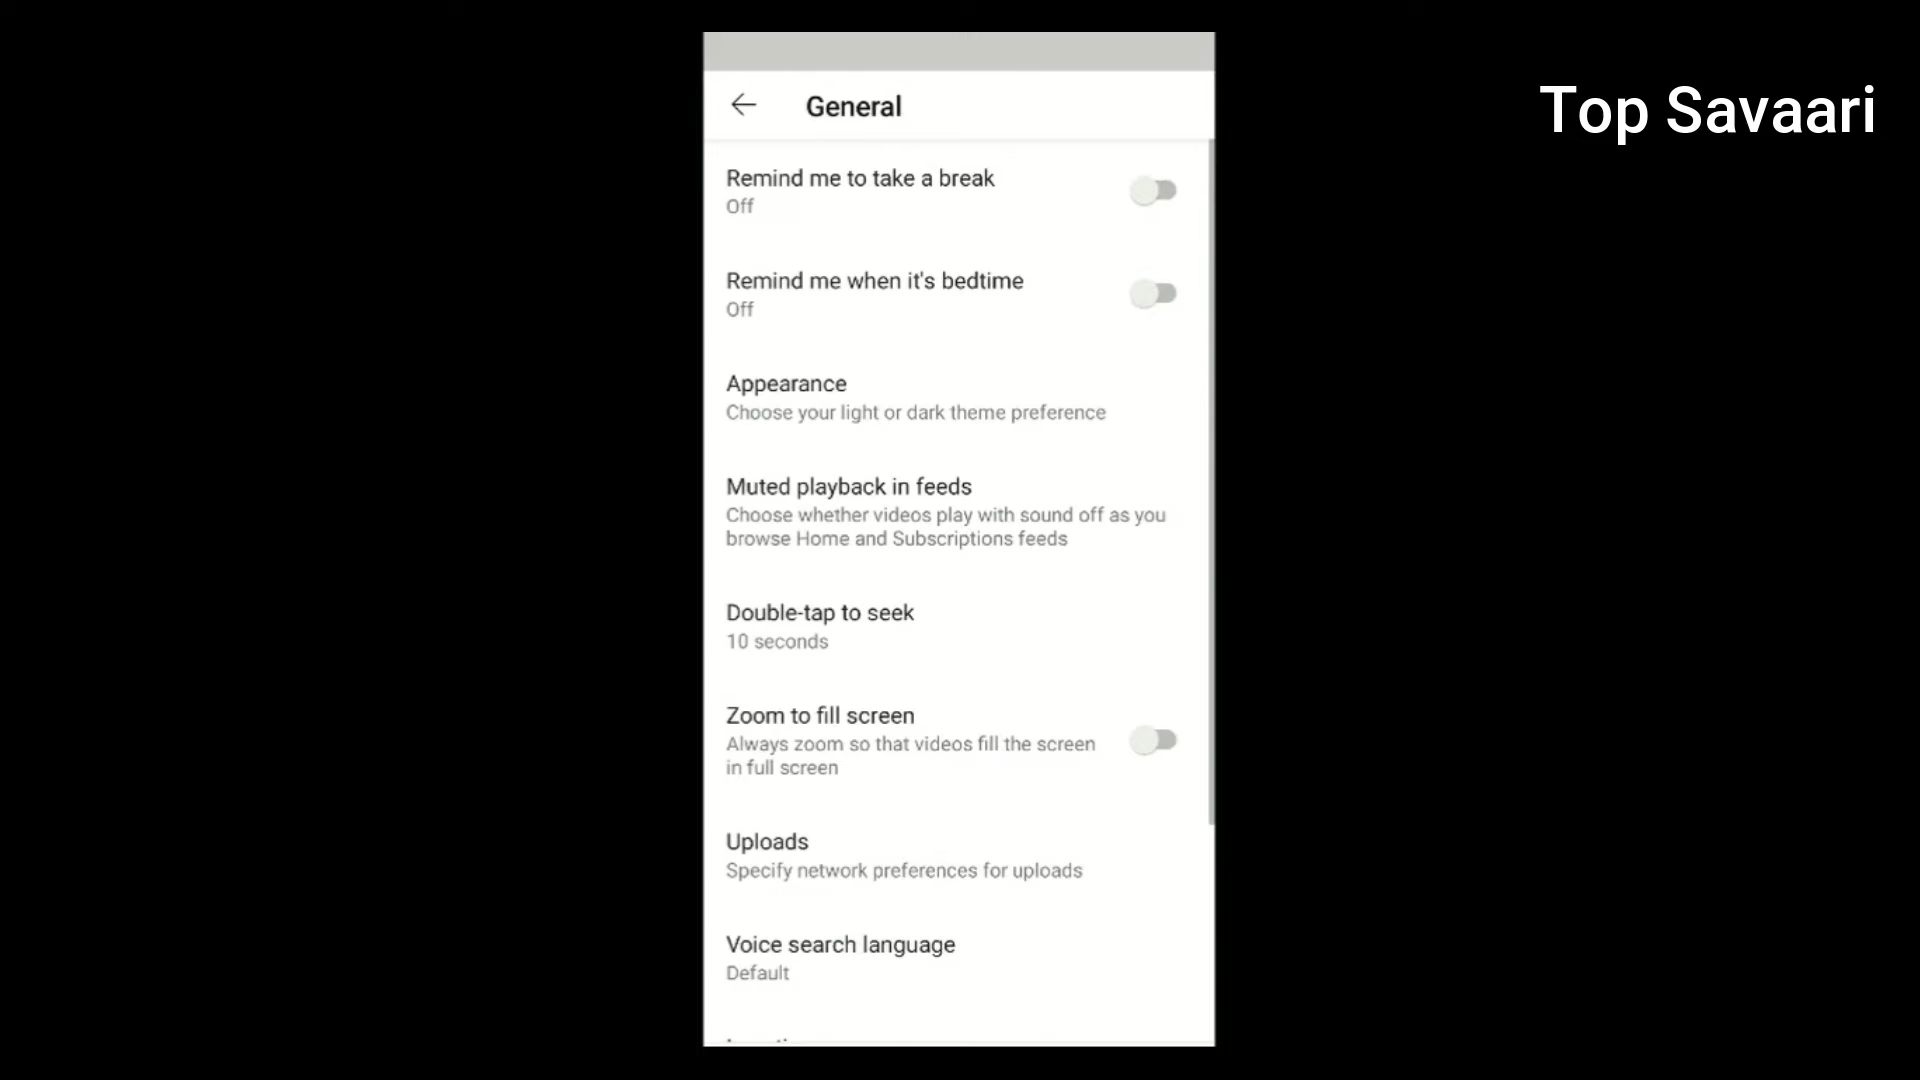 Top Savaari
General
Remind me to take a break
Off
Remind me when it's bedtime
Off
Appearance
Choose your light or dark theme preference
Muted playback in feeds
Choose whether videos play with sound off as you
browse Home and Subscriptions feeds
Double-tap to seek
10 seconds
Zoom to fill screen
Always zoom so that videos fill the screen
in full screen
Uploads
Specify network preferences for uploads
Voice search language
Default